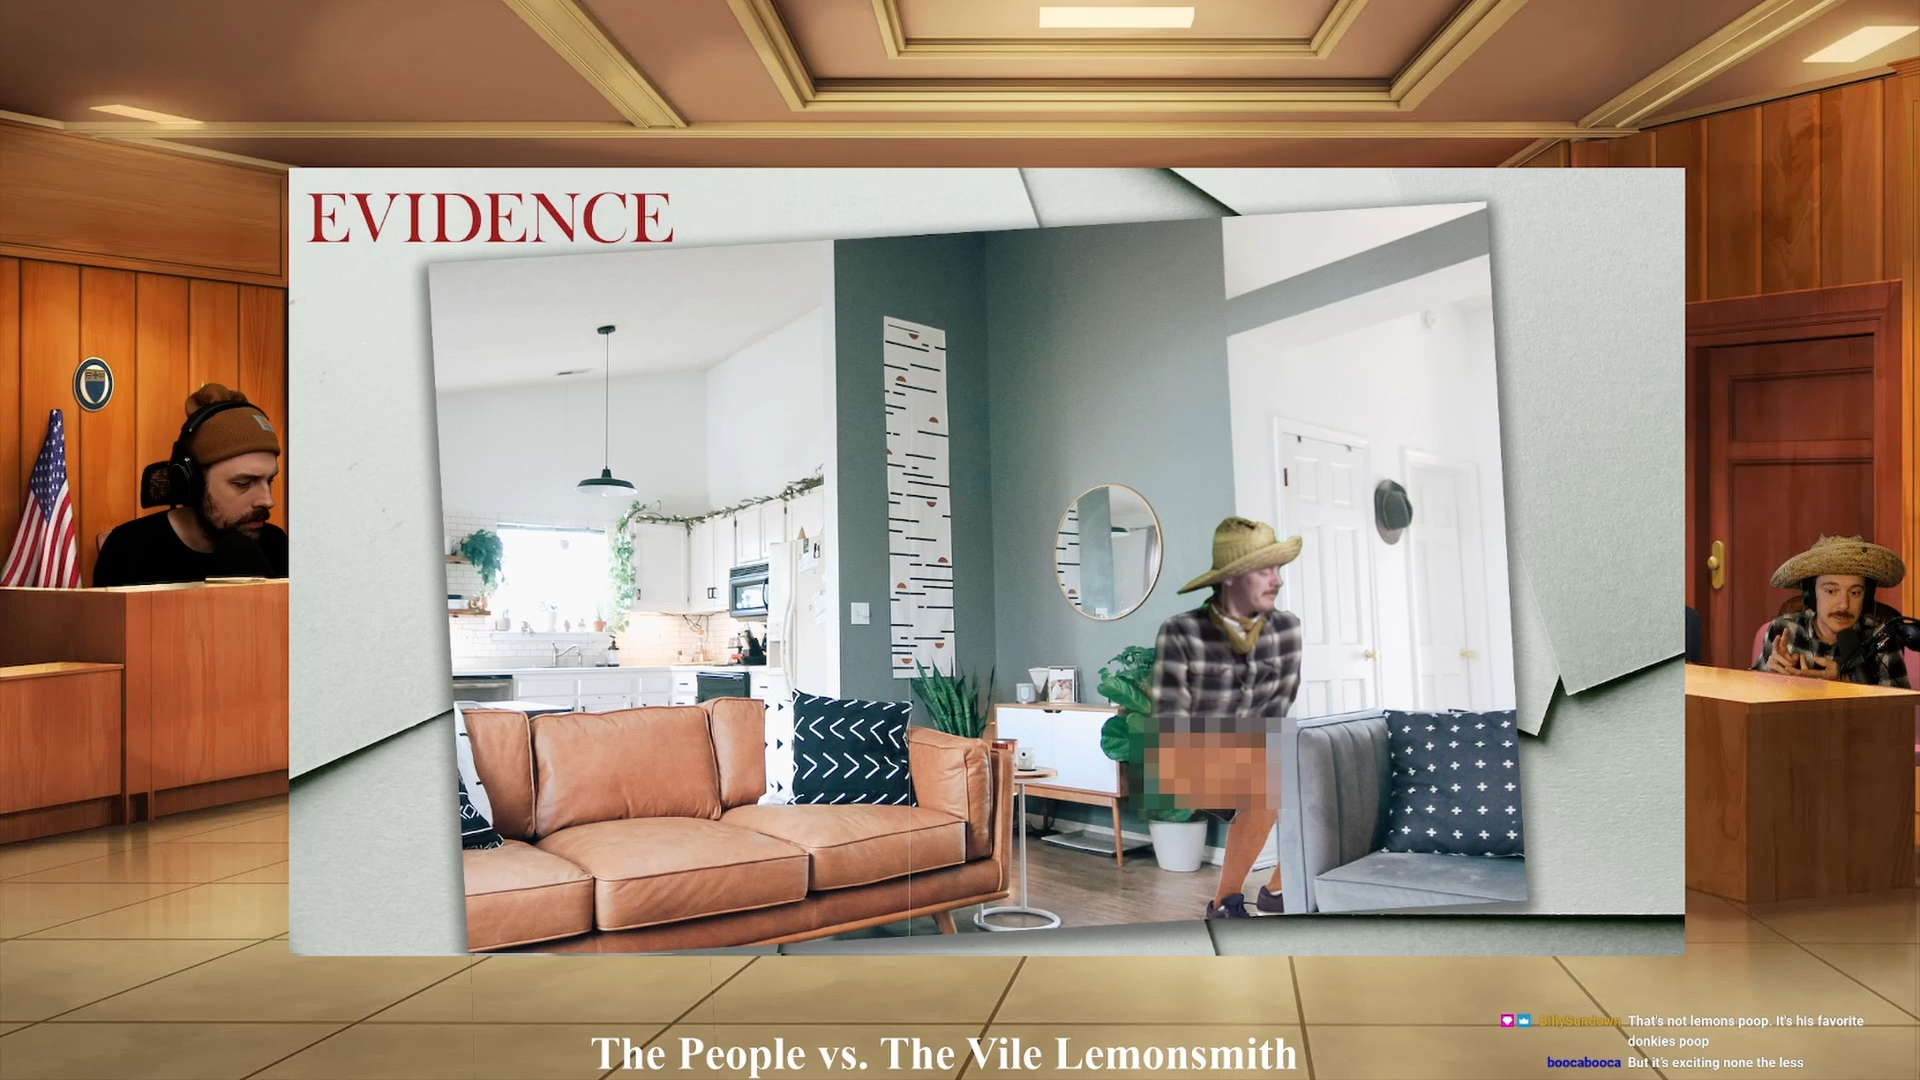 EVIDENCE
The People vs. The Vile Lemonsmith
BillySundown That's not lemons poop. It's his favorite
donkies poop
boocabooca But it's exciting none the less